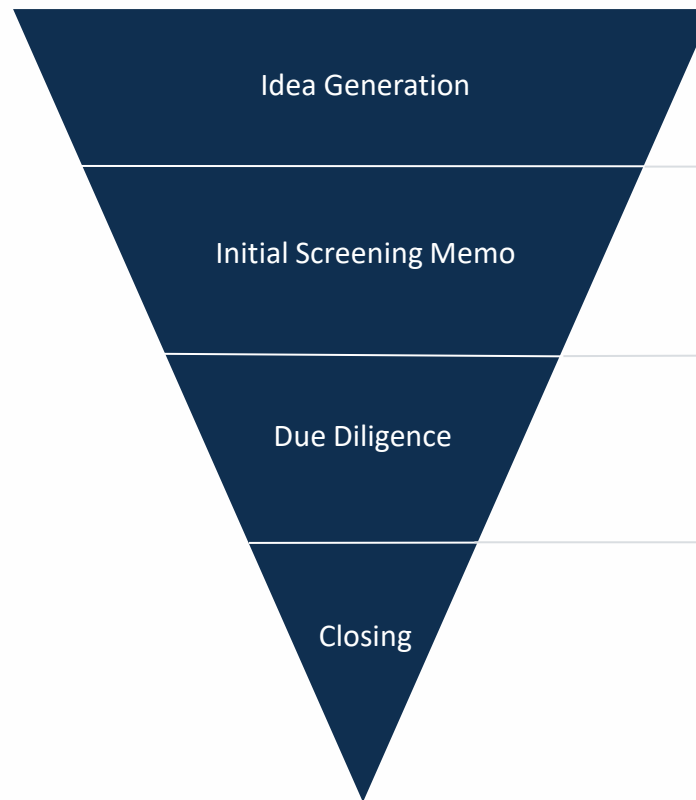 Idea Generation
Initial Screening Memo
Due Diligence
Closing